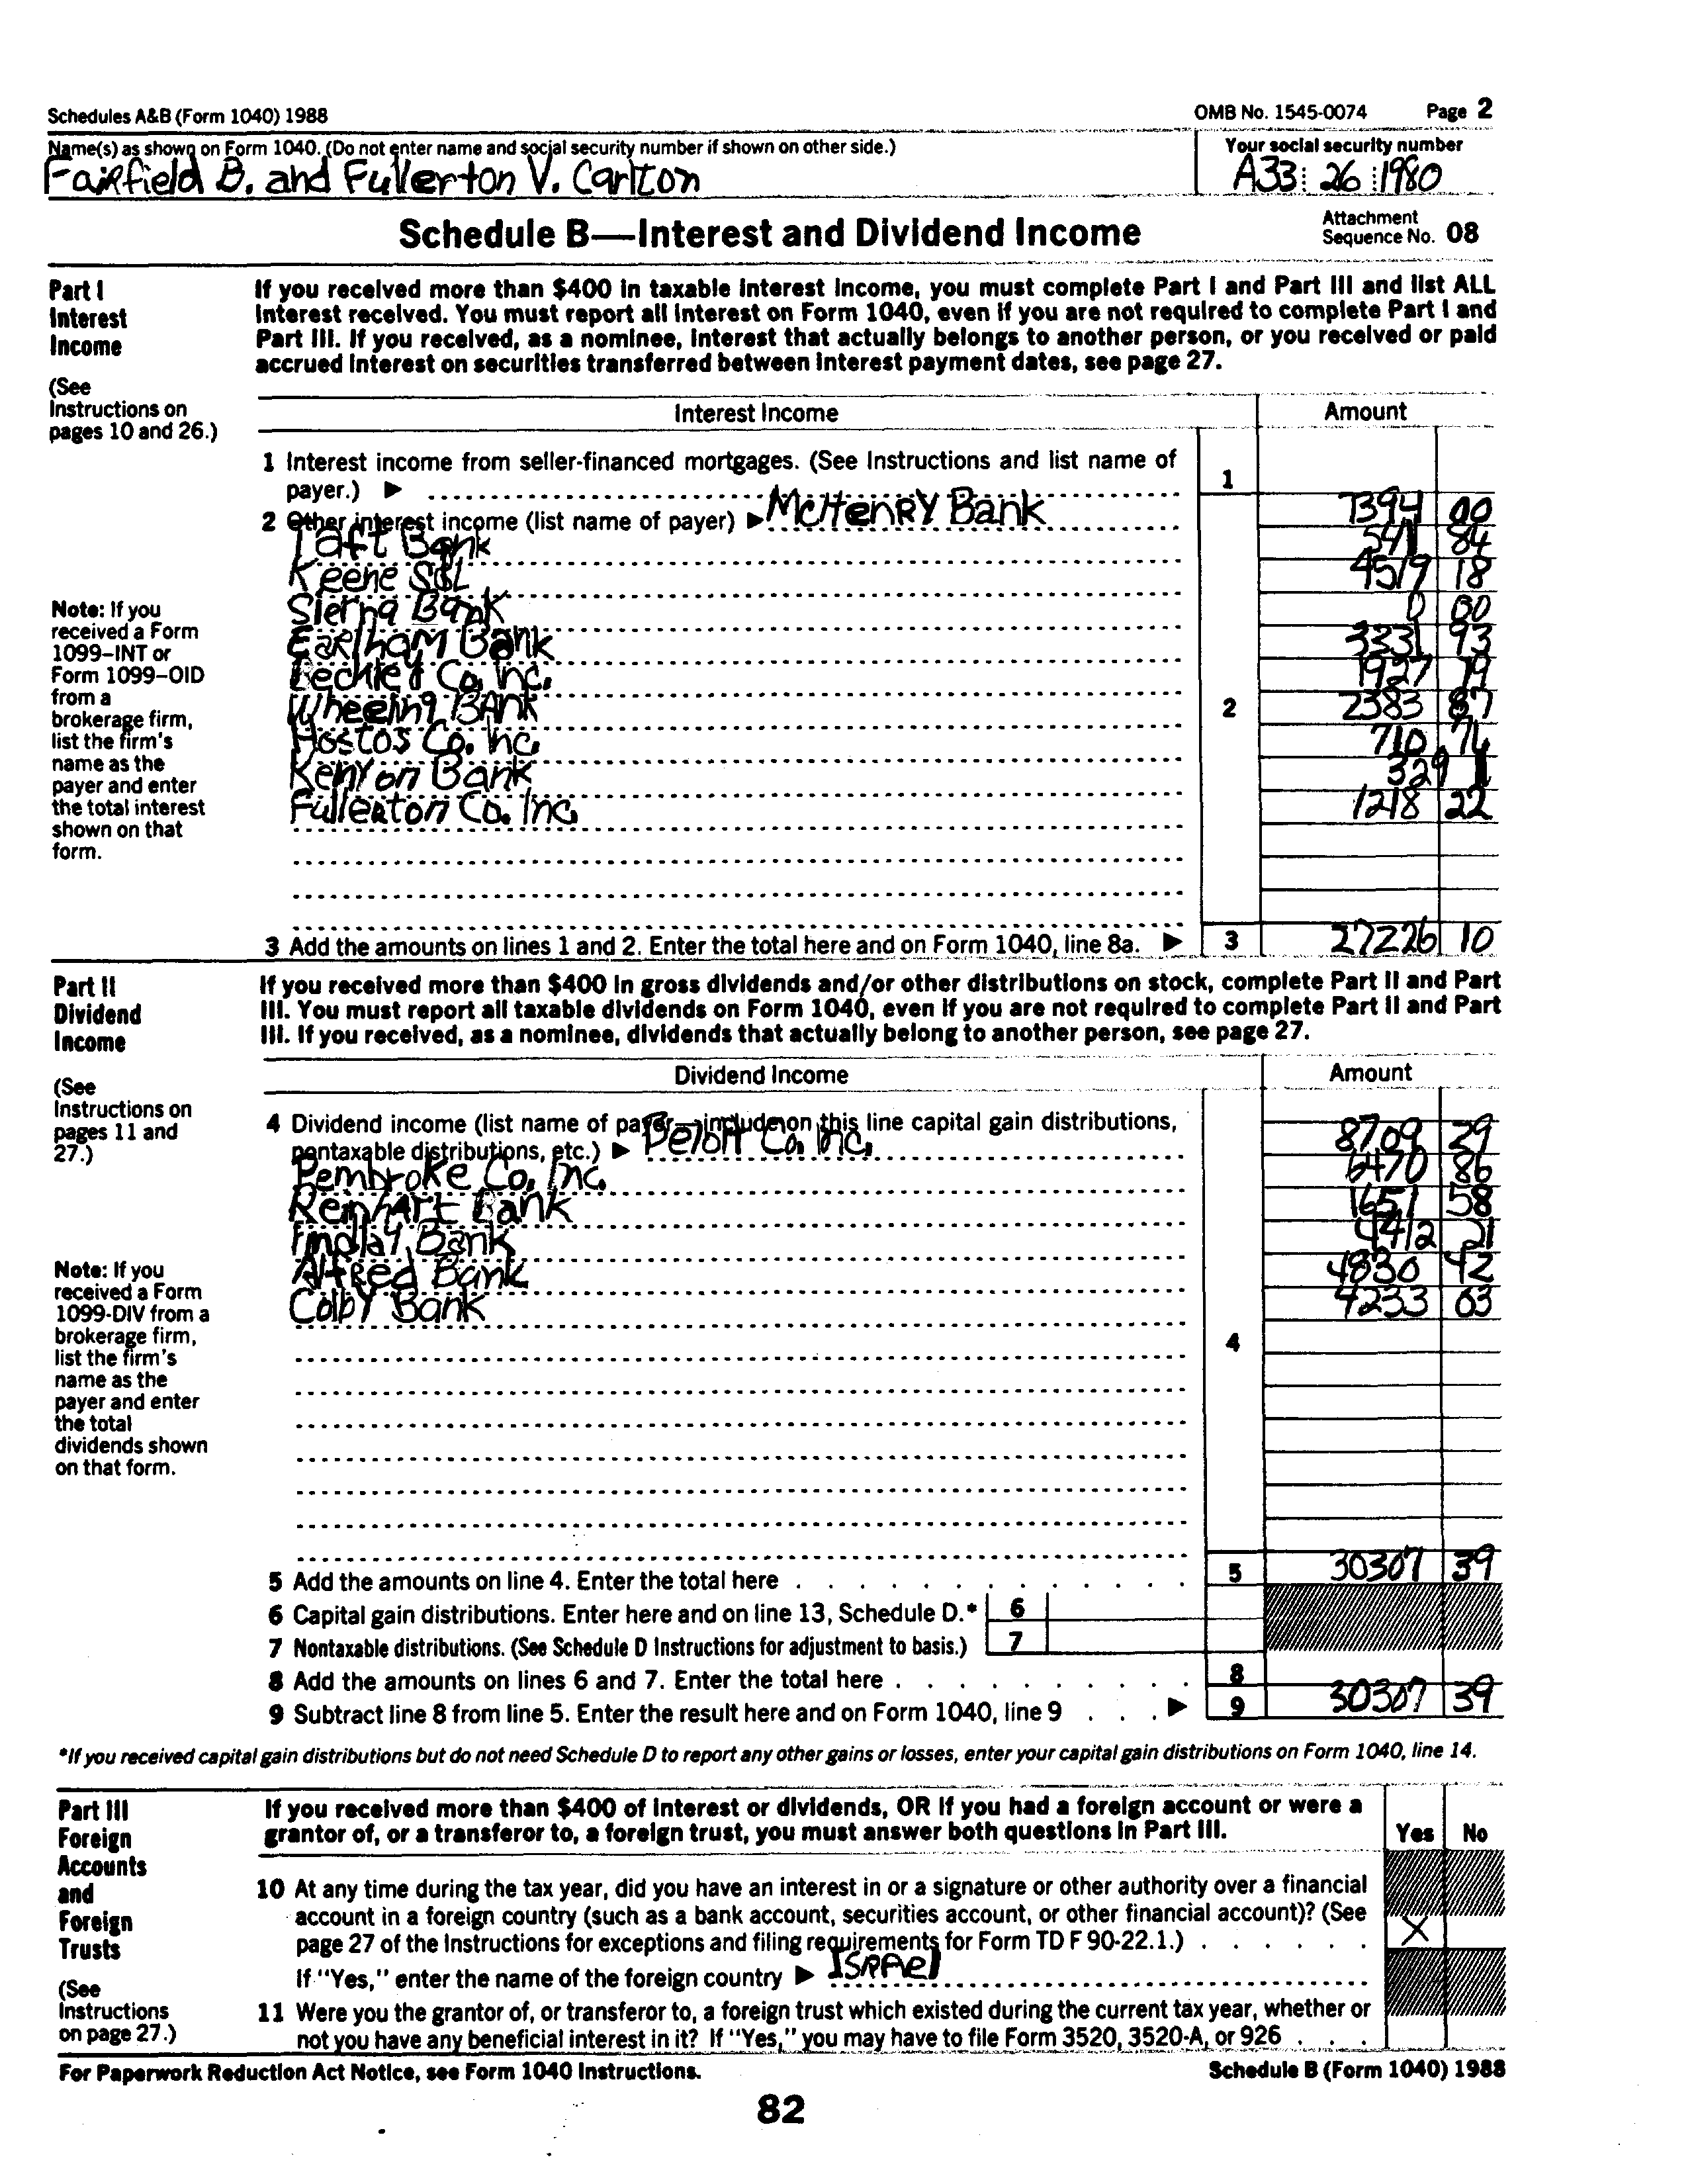 Schedules A&B (Form 1040) 1988 OMB No. 1545-0074 Page 2
Name(s) as shown on Form 1040. (Do not enter name and social security number if shown on other side.) Your social security number
Fairfield B. and Fullerton V. Carlton A33 26 1980
Schedule B—Interest and Dividend Income Attachment Sequence No. 08
Part I
Interest
Income
(See
Instructions on
pages 10 and 26.)
If you received more than $400 in taxable interest income, you must complete Part I and Part III and list ALL
interest received. You must report all interest on Form 1040, even if you are not required to complete Part I and
Part III. If you received, as a nominee, interest that actually belongs to another person, or you received or paid
accrued interest on securities transferred between interest payment dates, see page 27.
Interest Income Amount
1 Interest income from seller-financed mortgages. (See Instructions and list name of
payer.) ▶ 1
2 Other interest income (list name of payer) ▶ McHenry Bank 7394 00
Taft Bank 541 84
Keene S&L 4519 18
Sierra Bank 0 00
Earlham Bank 3331 93
Co, Inc. 1927 19
Wheeling Bank 2 2383 87
Hostos Co. Inc. 710 76
Kenyon Bank 329
Fullerton Co. Inc. 1218 22
Note: If you
received a Form
1099–INT or
Form 1099–OID
from a
brokerage firm,
list the firm's
name as the
payer and enter
the total interest
shown on that
form.
3 Add the amounts on lines 1 and 2. Enter the total here and on Form 1040, line 8a. ▶ 3 27226 10
Part II
Dividend
Income
(See
Instructions on
pages 11 and
27.)
If you received more than $400 in gross dividends and/or other distributions on stock, complete Part II and Part
III. You must report all taxable dividends on Form 1040, even if you are not required to complete Part II and Part
III. If you received, as a nominee, dividends that actually belong to another person, see page 27.
Dividend Income Amount
4 Dividend income (list name of payer—include on this line capital gain distributions,
nontaxable distributions, etc.) ▶ Beloit Co. Inc. 8709 29
Pembroke Co, Inc. 6470 86
Reinhart Bank 1651 58
Findlay Bank 4412 21
Alfred Bank 4830 42
Colby Bank 4233 03
4
Note: If you
received a Form
1099-DIV from a
brokerage firm,
list the firm's
name as the
payer and enter
the total
dividends shown
on that form.
5 Add the amounts on line 4. Enter the total here 5 30307 39
6 Capital gain distributions. Enter here and on line 13, Schedule D.* 6
7 Nontaxable distributions. (See Schedule D Instructions for adjustment to basis.) 7
8 Add the amounts on lines 6 and 7. Enter the total here 8
9 Subtract line 8 from line 5. Enter the result here and on Form 1040, line 9 ▶ 9 30307 39
*If you received capital gain distributions but do not need Schedule D to report any other gains or losses, enter your capital gain distributions on Form 1040, line 14.
Part III
Foreign
Accounts
and
Foreign
Trusts
(See
Instructions
on page 27.)
If you received more than $400 of interest or dividends, OR if you had a foreign account or were a
grantor of, or a transferor to, a foreign trust, you must answer both questions in Part III. Yes No
10 At any time during the tax year, did you have an interest in or a signature or other authority over a financial
account in a foreign country (such as a bank account, securities account, or other financial account)? (See
page 27 of the Instructions for exceptions and filing requirements for Form TD F 90-22.1.) X
If "Yes," enter the name of the foreign country ▶ Israel
11 Were you the grantor of, or transferor to, a foreign trust which existed during the current tax year, whether or
not you have any beneficial interest in it? If "Yes," you may have to file Form 3520, 3520-A, or 926
For Paperwork Reduction Act Notice, see Form 1040 Instructions. Schedule B (Form 1040) 1988
82